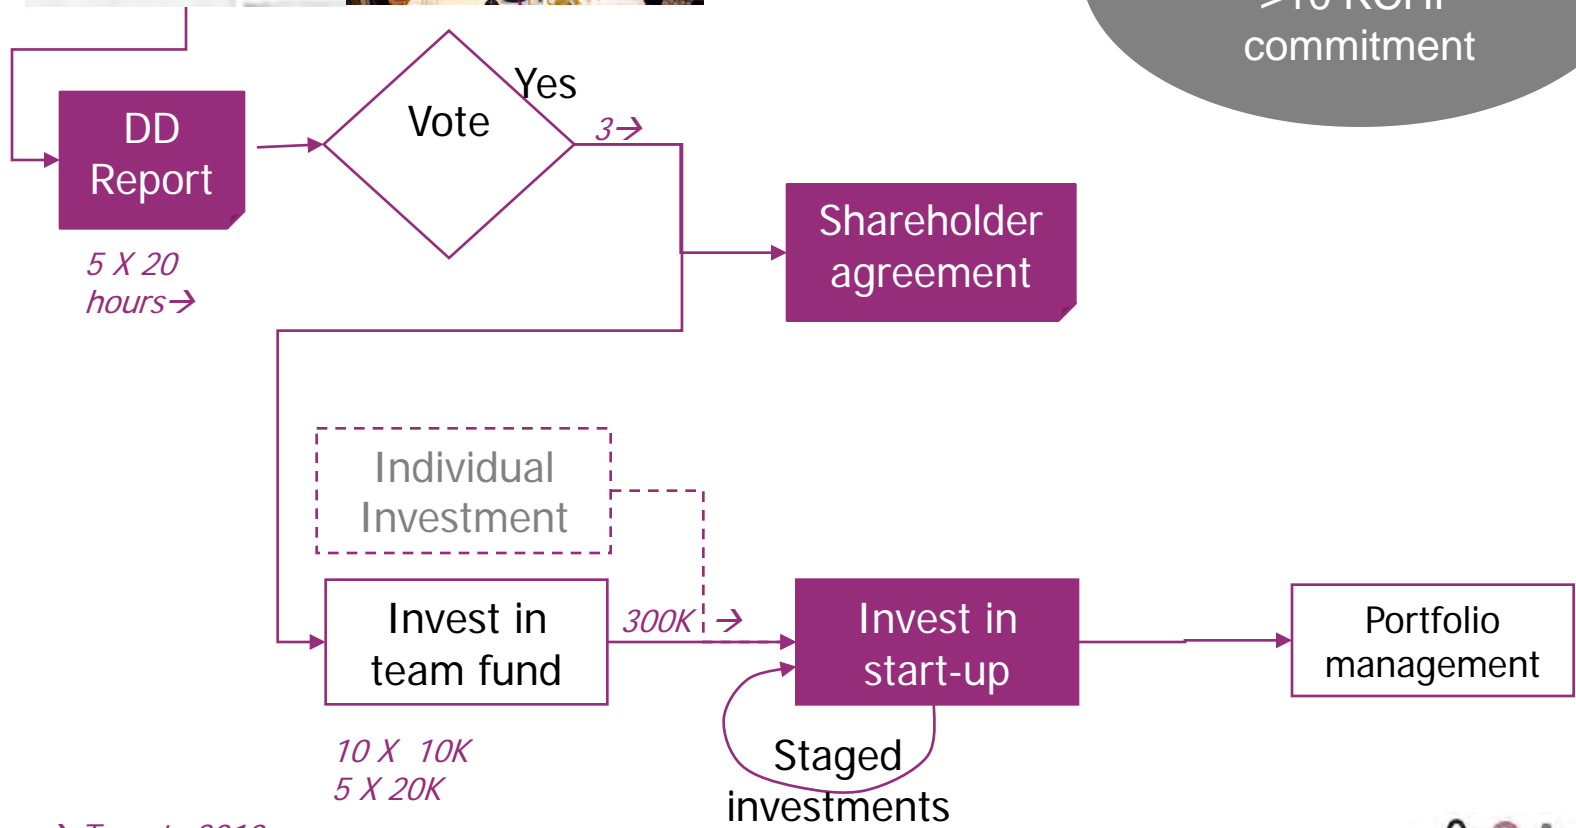 commitment
Yes
Vote
3→
DD
Report
5 X 20
hours→
Shareholder
agreement
Individual
Investment
Invest in
team fund
300K →
Invest in
start-up
Portfolio
management
10 X 10K
5 X 20K
Staged
investments